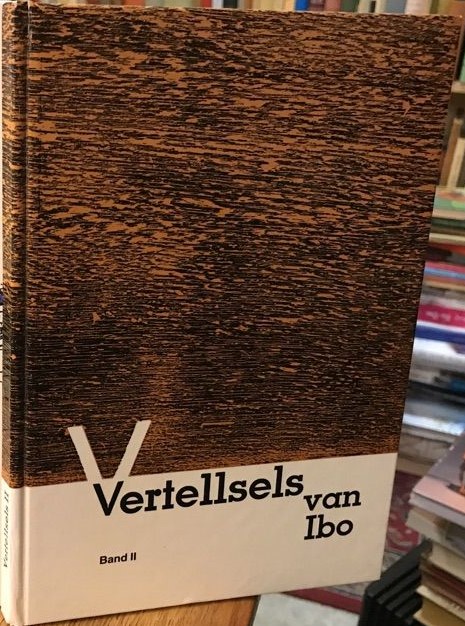 V
Vertellsels
van
Ibo
Band II
Vertellsels II